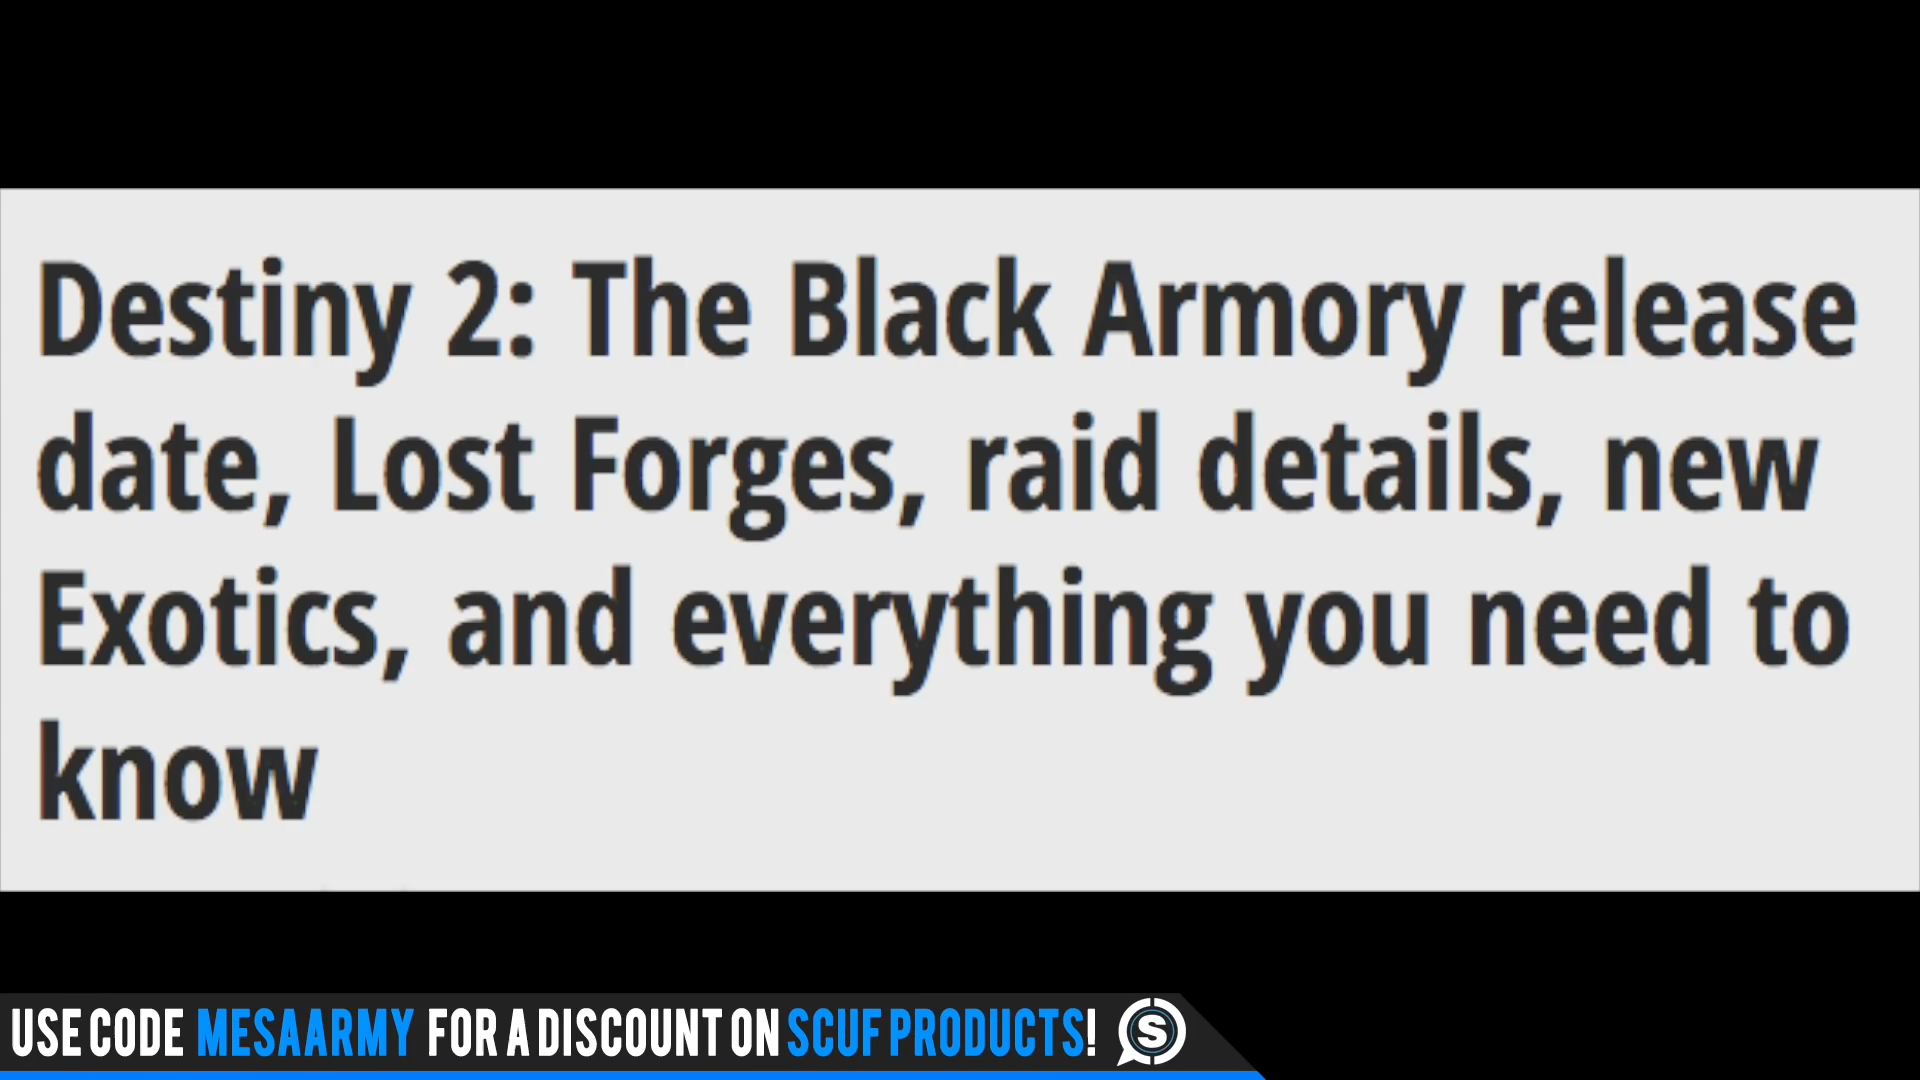 Destiny 2: The Black Armory release
date, Lost Forges, raid details, new
Exotics, and everything you need to
know
USE CODE MESAARMY FOR A DISCOUNT ON SCUF PRODUCTS! S